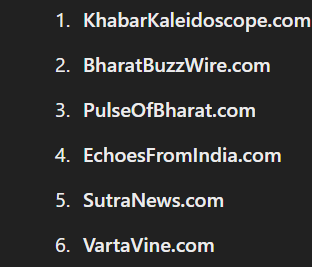 1. KhabarKaleidoscope.com
2. BharatBuzzWire.com
3. PulseOfBharat.com
4. EchoesFromIndia.com
5. SutraNews.com
6. VartaVine.com